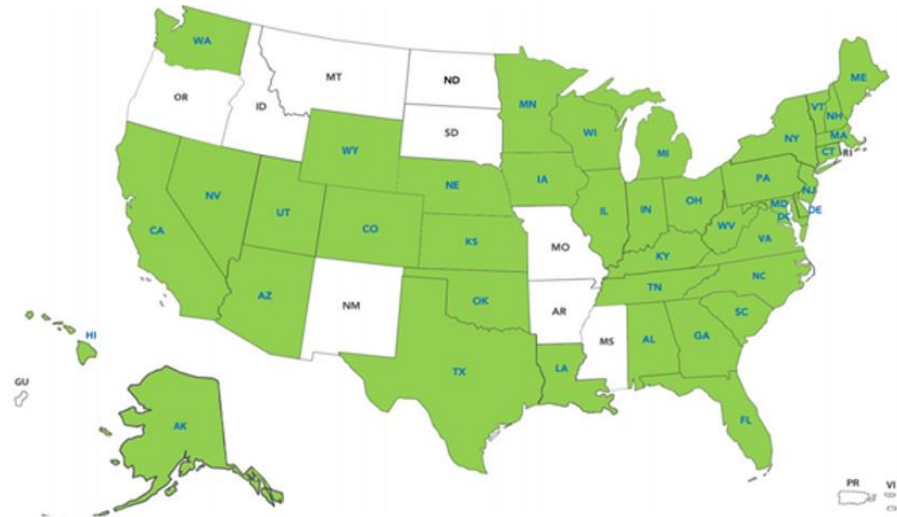 WA
ME
MT
ND
VT
NH
OR
MN
ID
SD
WI
NY
MA
CT
RI
WY
MI
PA
IA
NE
NJ
NV
OH
MD
DE
IL
IN
DC
UT
CA
CO
WV
VA
KS
MO
KY
NC
AZ
OK
TN
NM
AR
SC
HI
MS
AL
GA
TX
LA
GU
FL
AK
PR
VI